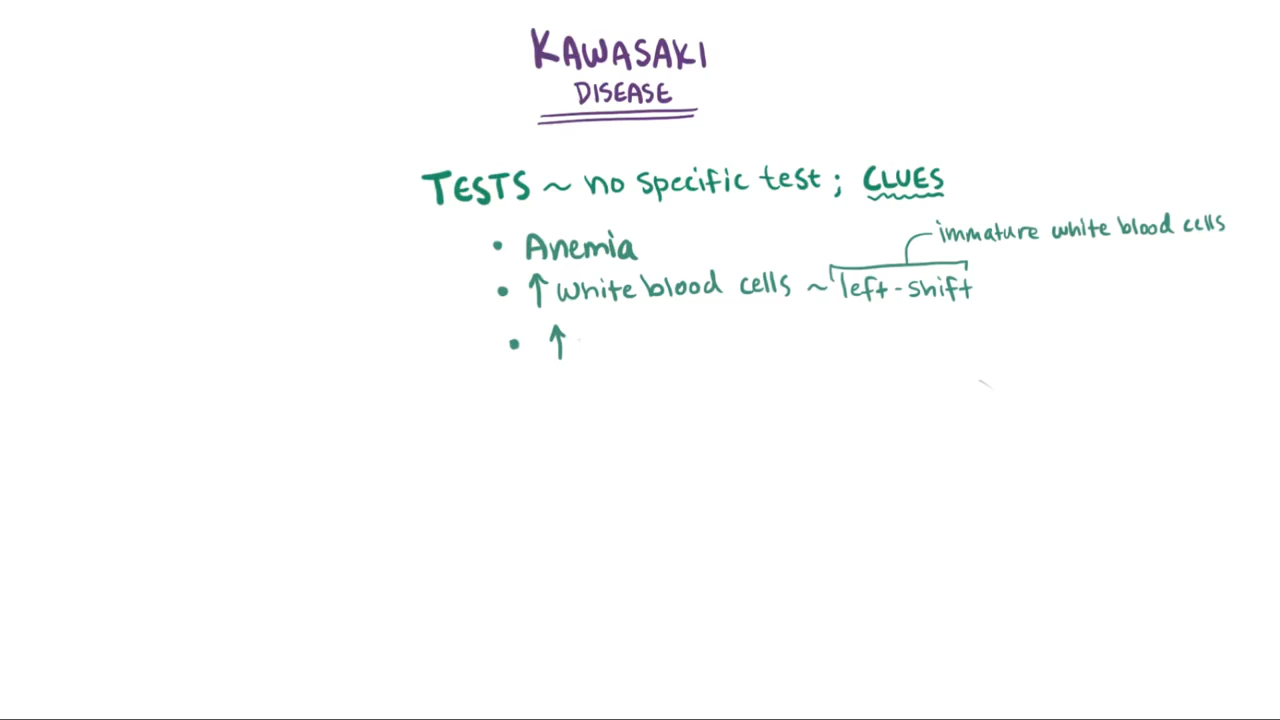 KAWASAKI
DISEASE
TESTS ~ no specific test; CLUES
immature white blood cells
• Anemia
• ↑ white blood cells ~ left-shift
• ↑